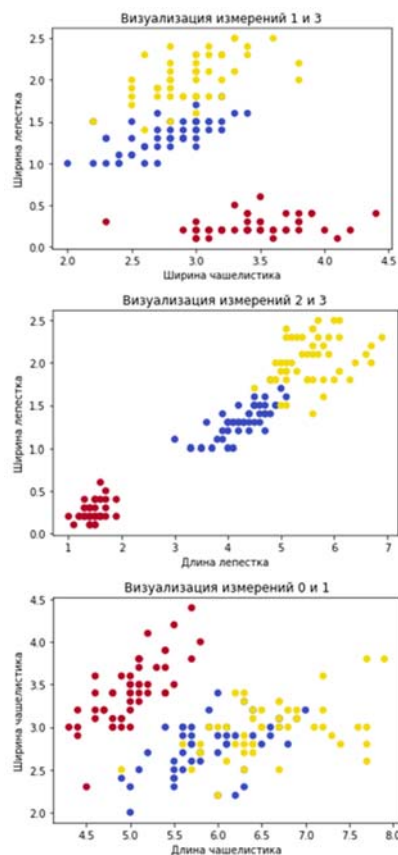 Визуализация измерений 1 и 3
Ширина лепестка
2.5
2.0
1.5
1.0
0.5
0.0
2.0 2.5 3.0 3.5 4.0 4.5
Ширина чашелистика
Визуализация измерений 2 и 3
Ширина лепестка
2.5
2.0
1.5
1.0
0.5
0.0
1 2 3 4 5 6 7
Длина лепестка
Визуализация измерений 0 и 1
Ширина чашелистика
4.5
4.0
3.5
3.0
2.5
2.0
4.5 5.0 5.5 6.0 6.5 7.0 7.5 8.0
Длина чашелистика